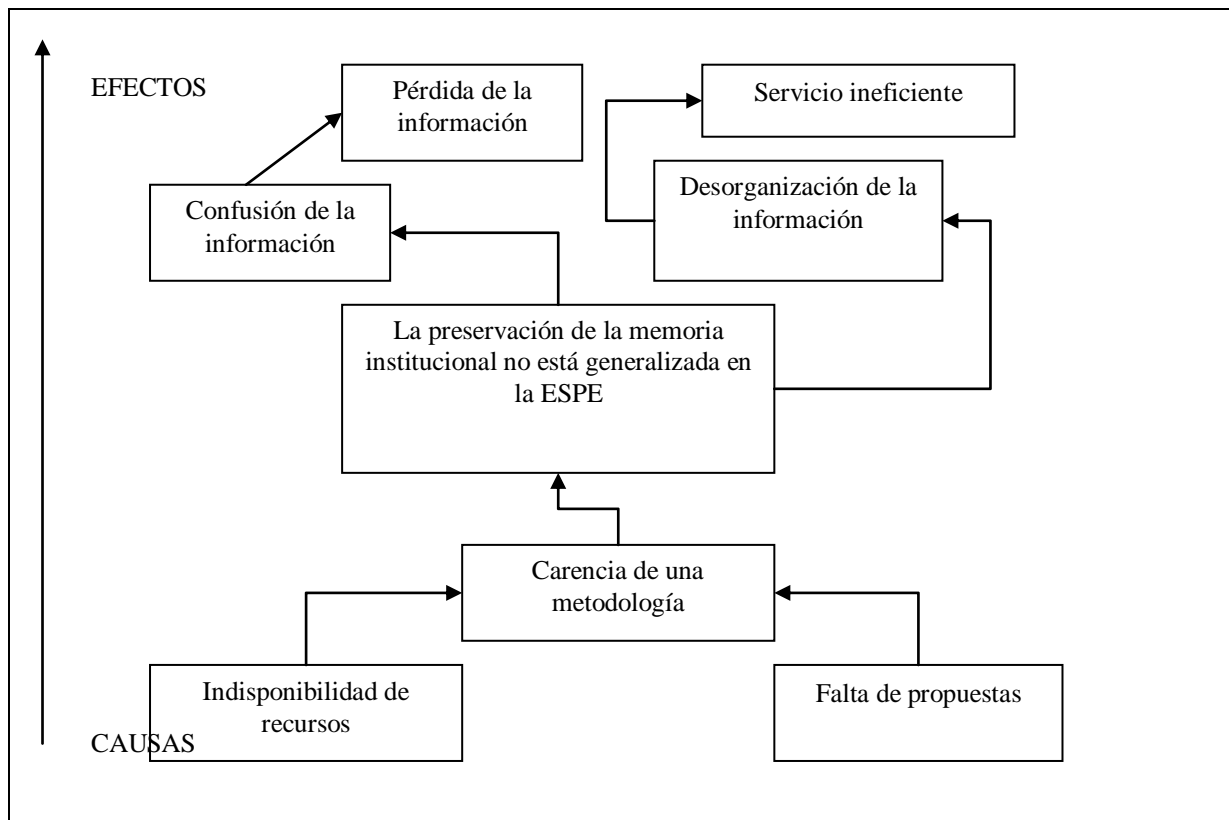 EFECTOS
Pérdida de la
información
Servicio ineficiente
Confusión de la
información
Desorganización de la
información
La preservación de la memoria
institucional no está generalizada en
la ESPE
Carencia de una
metodología
Indisponibilidad de
recursos
Falta de propuestas
CAUSAS